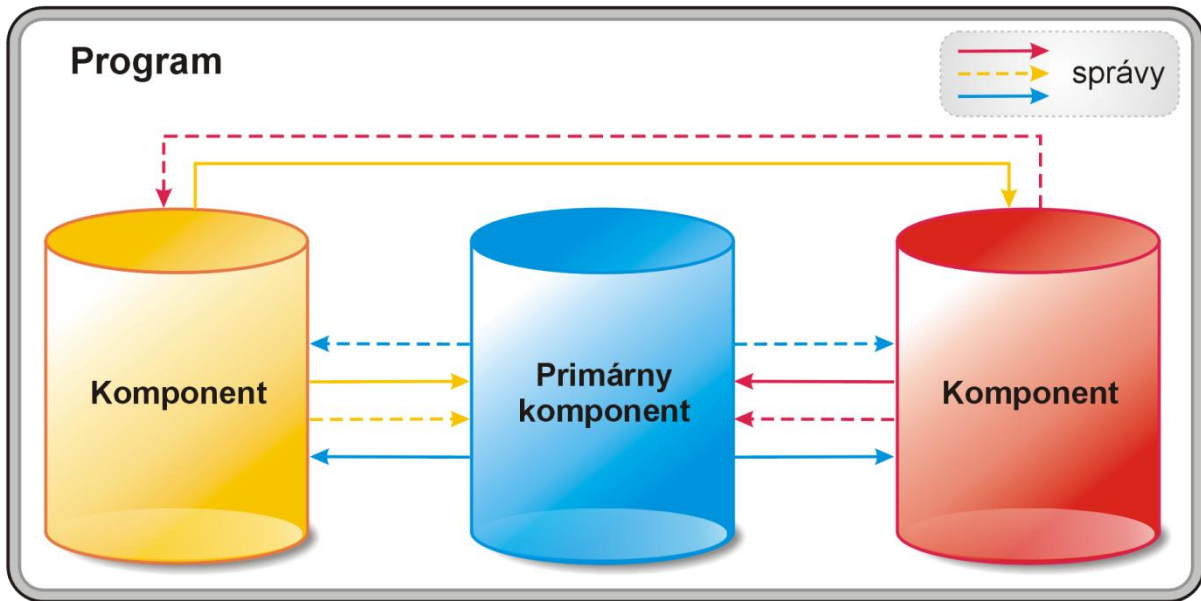 Program
správy
Komponent
Primárny
komponent
Komponent